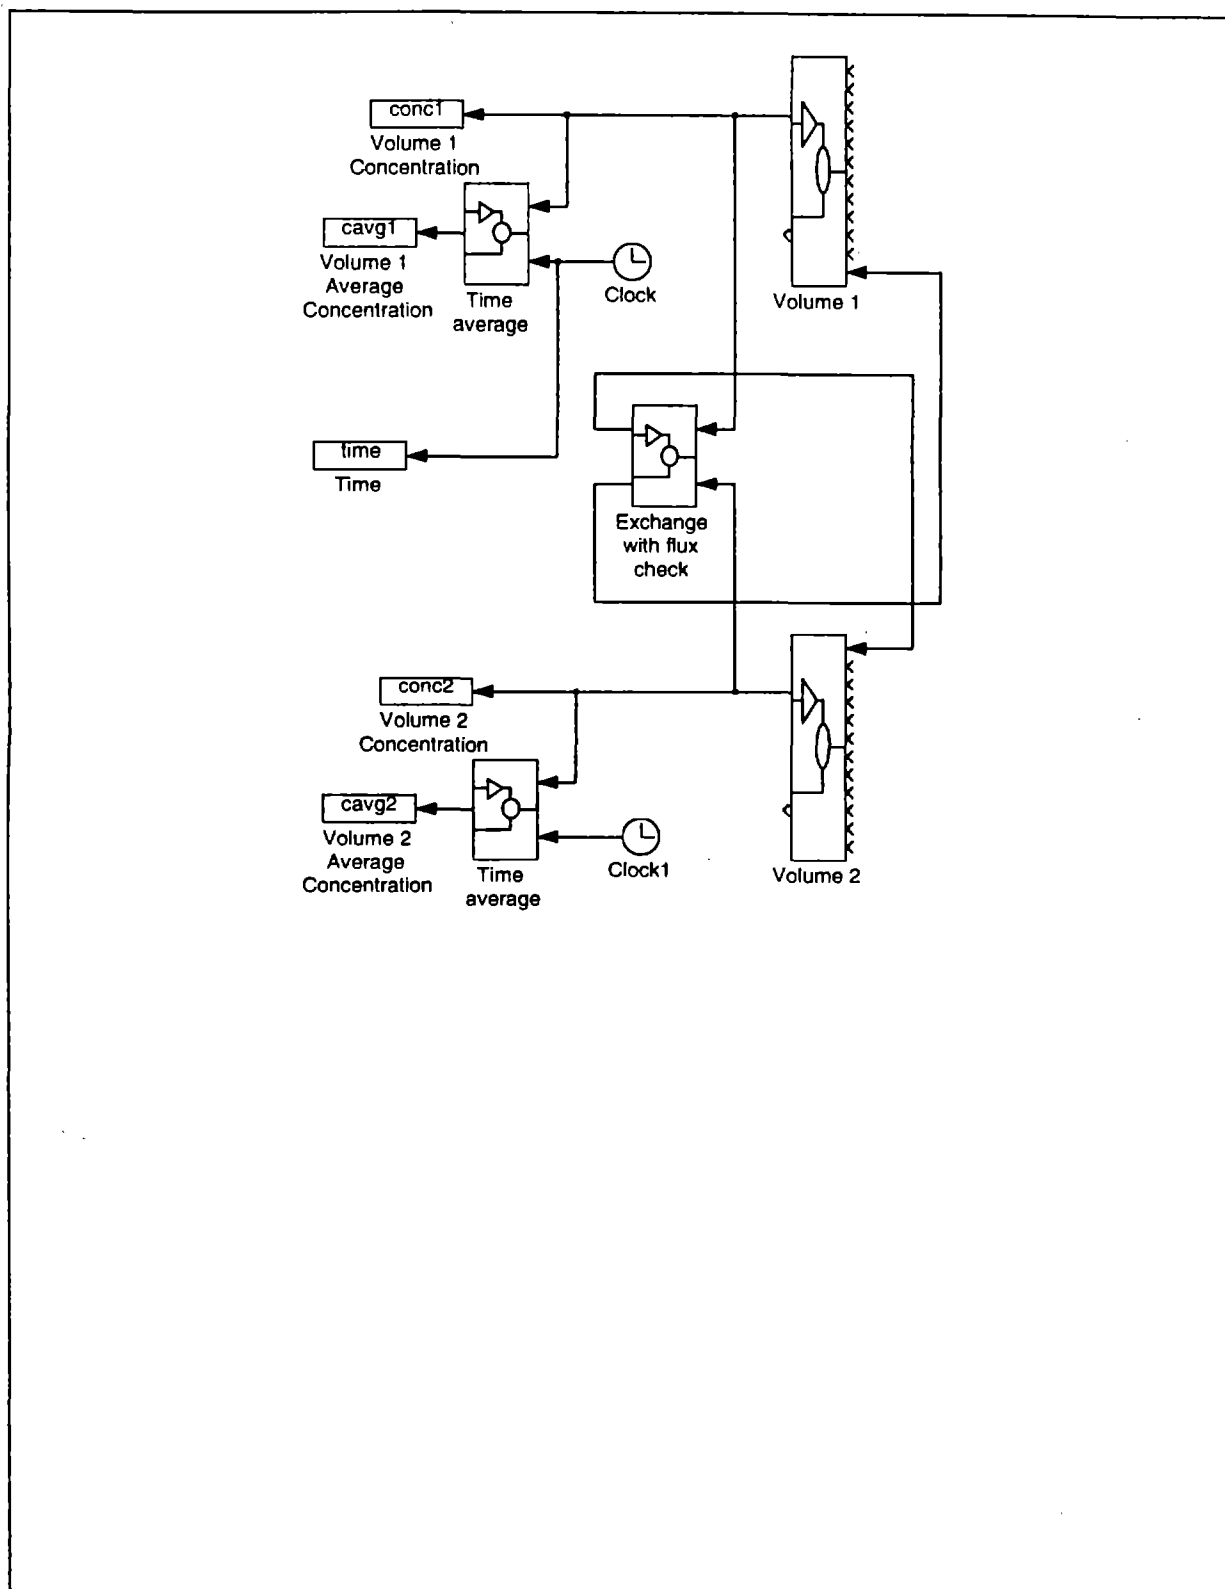 conc1
Volume 1
Concentration
cavg1
Volume 1
Average
Concentration
Time
average
Clock
Volume 1
time
Time
Exchange
with flux
check
conc2
Volume 2
Concentration
cavg2
Volume 2
Average
Concentration
Time
average
Clock1
Volume 2